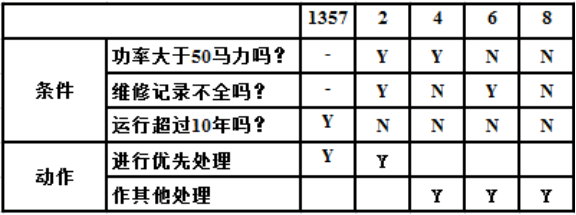 1357 2 4 6 8
条件 功率大于50马力吗? - Y Y N N
维修记录不全吗? - Y N Y N
运行超过10年吗? Y N N N N
动作 进行优先处理 Y Y
作其他处理 Y Y Y